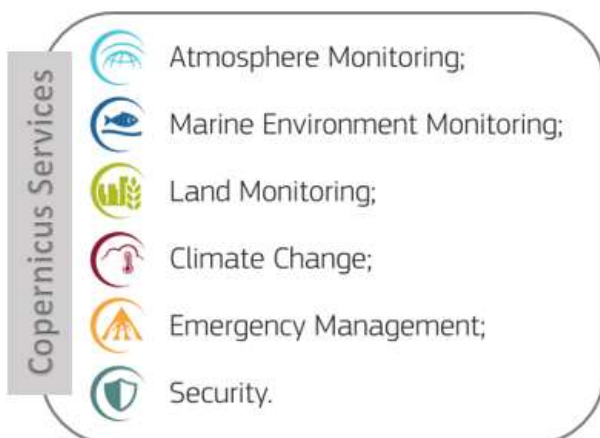 Copernicus Services
Atmosphere Monitoring;
Marine Environment Monitoring;
Land Monitoring;
Climate Change;
Emergency Management;
Security.